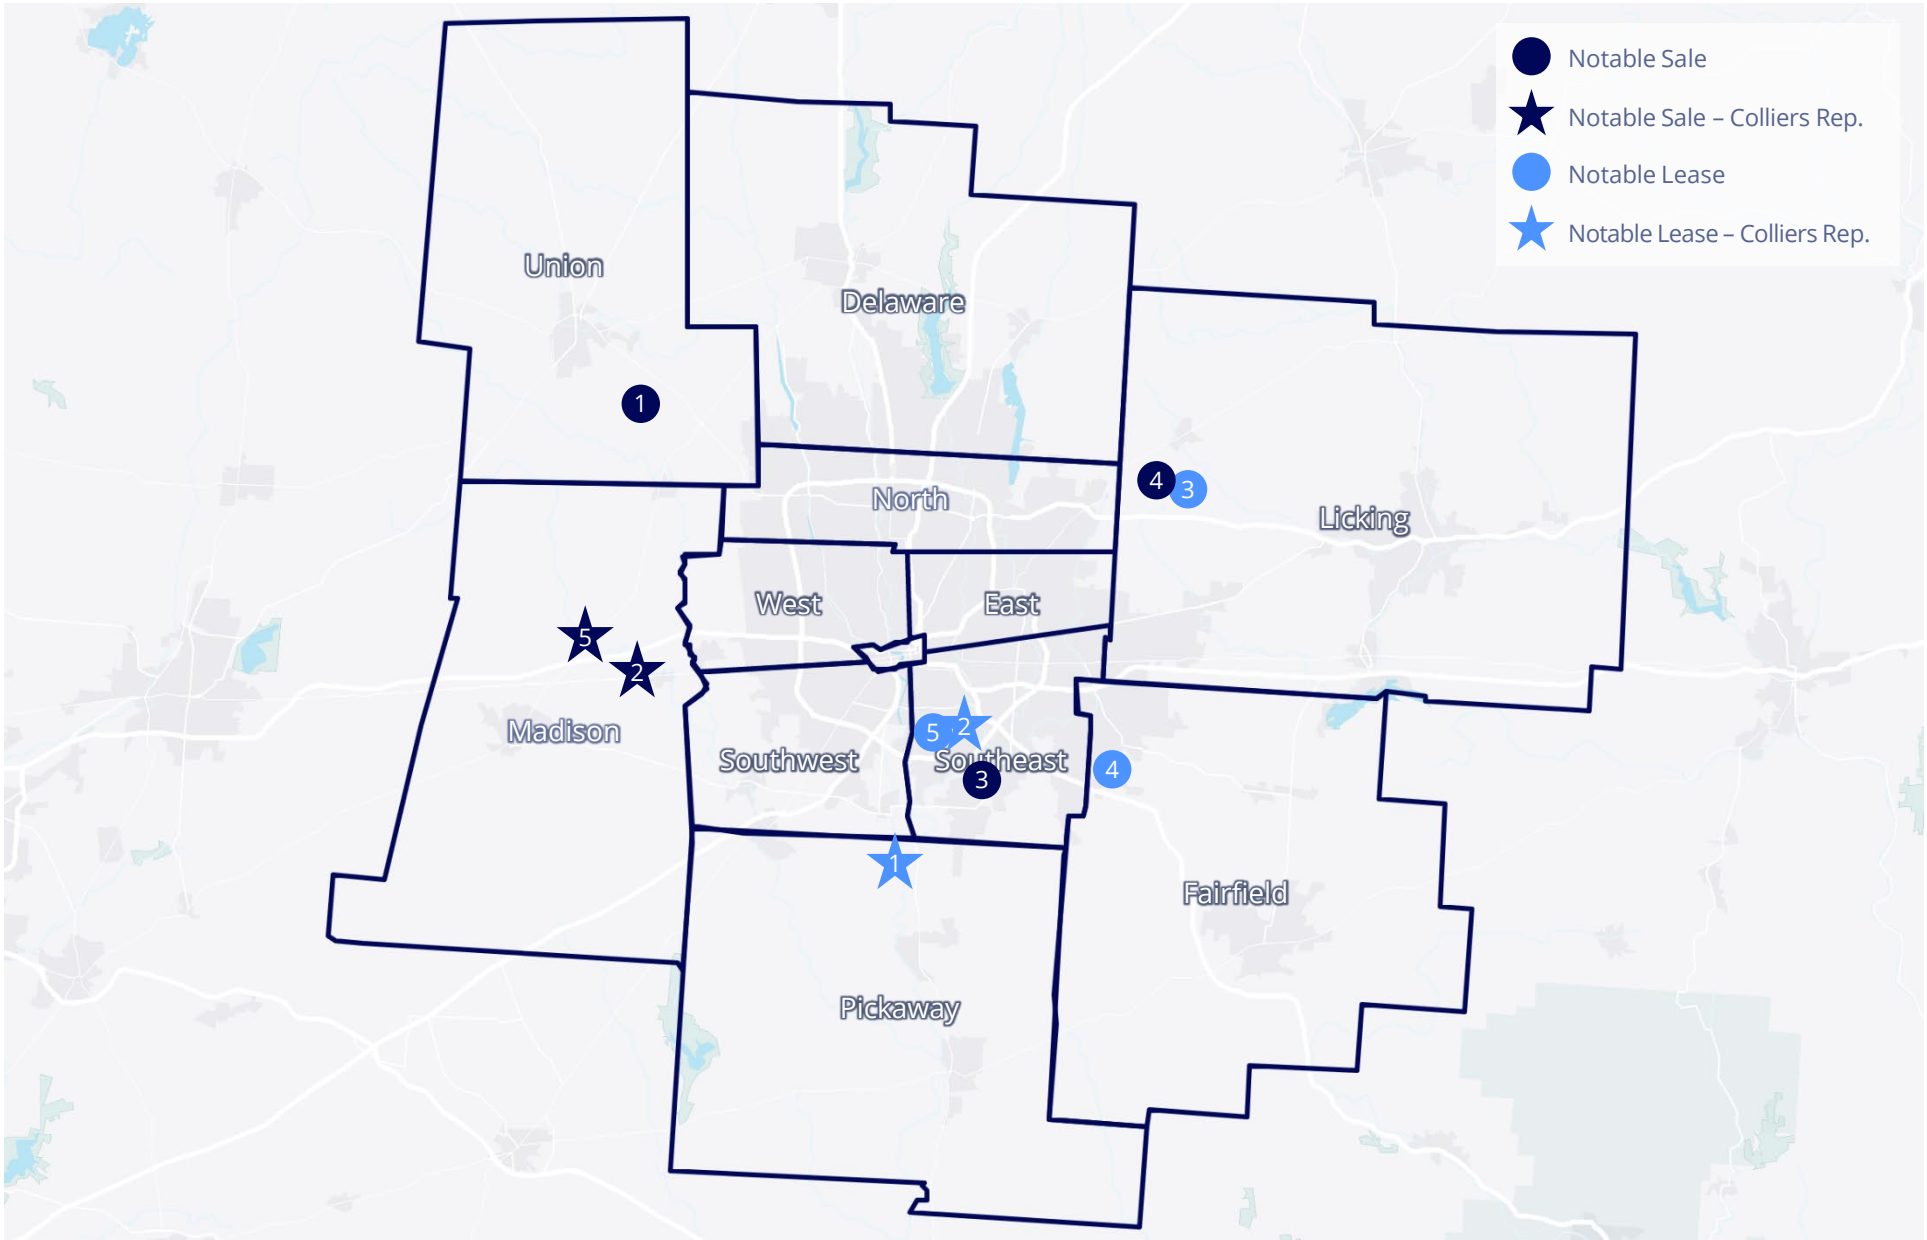 Notable Sale
Notable Sale – Colliers Rep.
Notable Lease
Notable Lease – Colliers Rep.
Union
Delaware
1
North
4
3
Licking
West
East
5
2
Madison
5
2
Southwest
Southeast
3
4
1
Fairfield
Pickaway